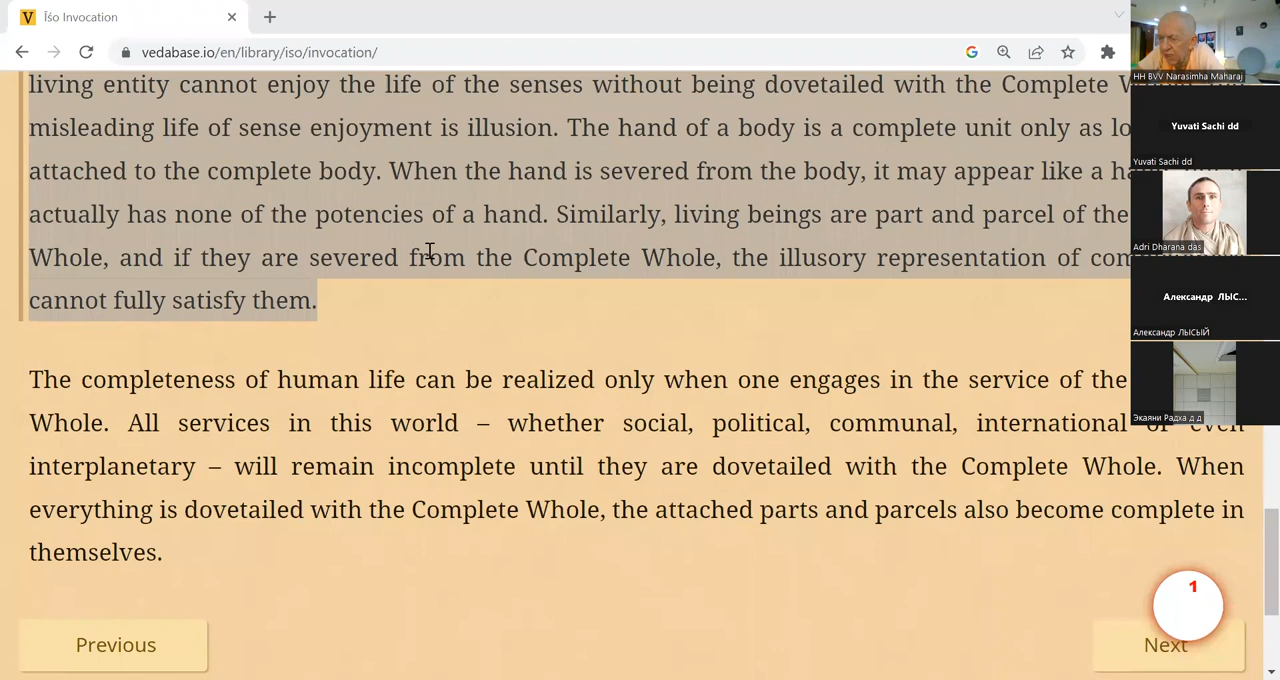 V Īśo Invocation
vedabase.io/en/library/iso/invocation/
living entity cannot enjoy the life of the senses without being dovetailed with the Complete
misleading life of sense enjoyment is illusion. The hand of a body is a complete unit only as
attached to the complete body. When the hand is severed from the body, it may appear like a
actually has none of the potencies of a hand. Similarly, living beings are part and parcel of the
Whole, and if they are severed from the Complete Whole, the illusory representation of
cannot fully satisfy them.
The completeness of human life can be realized only when one engages in the service of the
Whole. All services in this world – whether social, political, communal, international or even
interplanetary – will remain incomplete until they are dovetailed with the Complete Whole. When
everything is dovetailed with the Complete Whole, the attached parts and parcels also become complete in
themselves.
Previous
Next
1
HH BVV Narasimha Maharaj
Yuvati Sachi dd
Yuvati Sachi dd
Adri Dharana das
Александр ЛЫС...
Александр ЛЫСЫЙ
Экаяни Радха д д